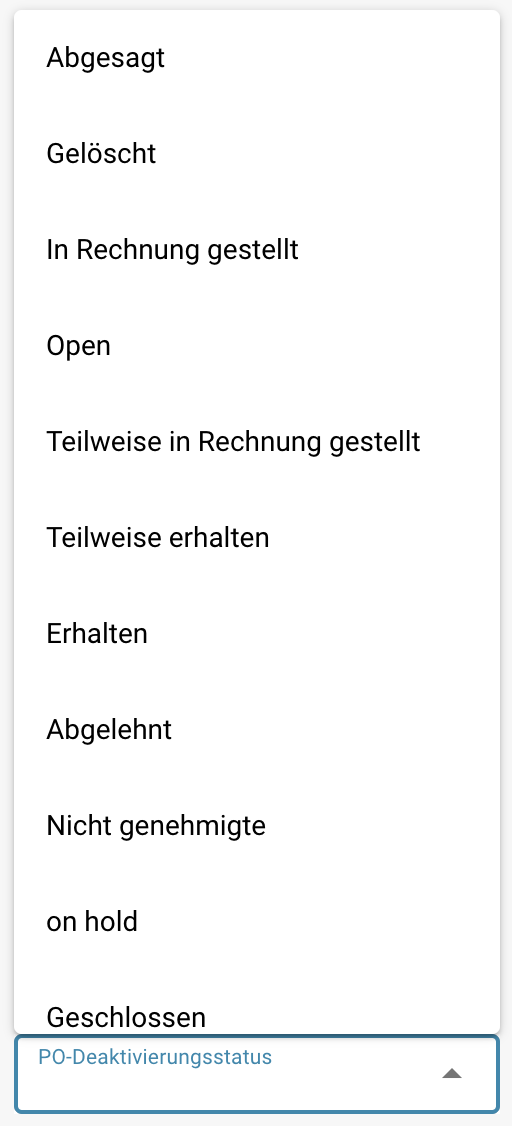 Abgesagt
Gelöscht
In Rechnung gestellt
Open
Teilweise in Rechnung gestellt
Teilweise erhalten
Erhalten
Abgelehnt
Nicht genehmigte
on hold
Geschlossen
PO-Deaktivierungsstatus